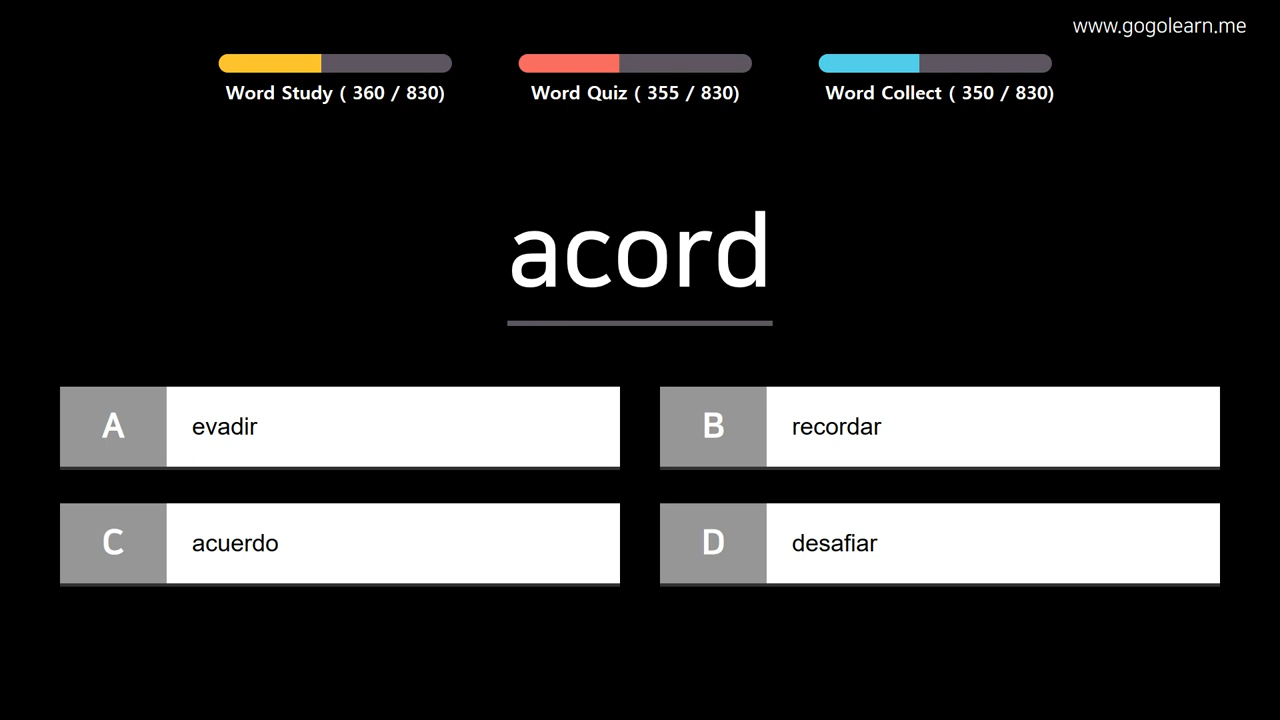 www.gogolearn.me
Word Study ( 360 / 830)
Word Quiz ( 355 / 830)
Word Collect ( 350 / 830)
acord
A evadir
B recordar
C acuerdo
D desafiar